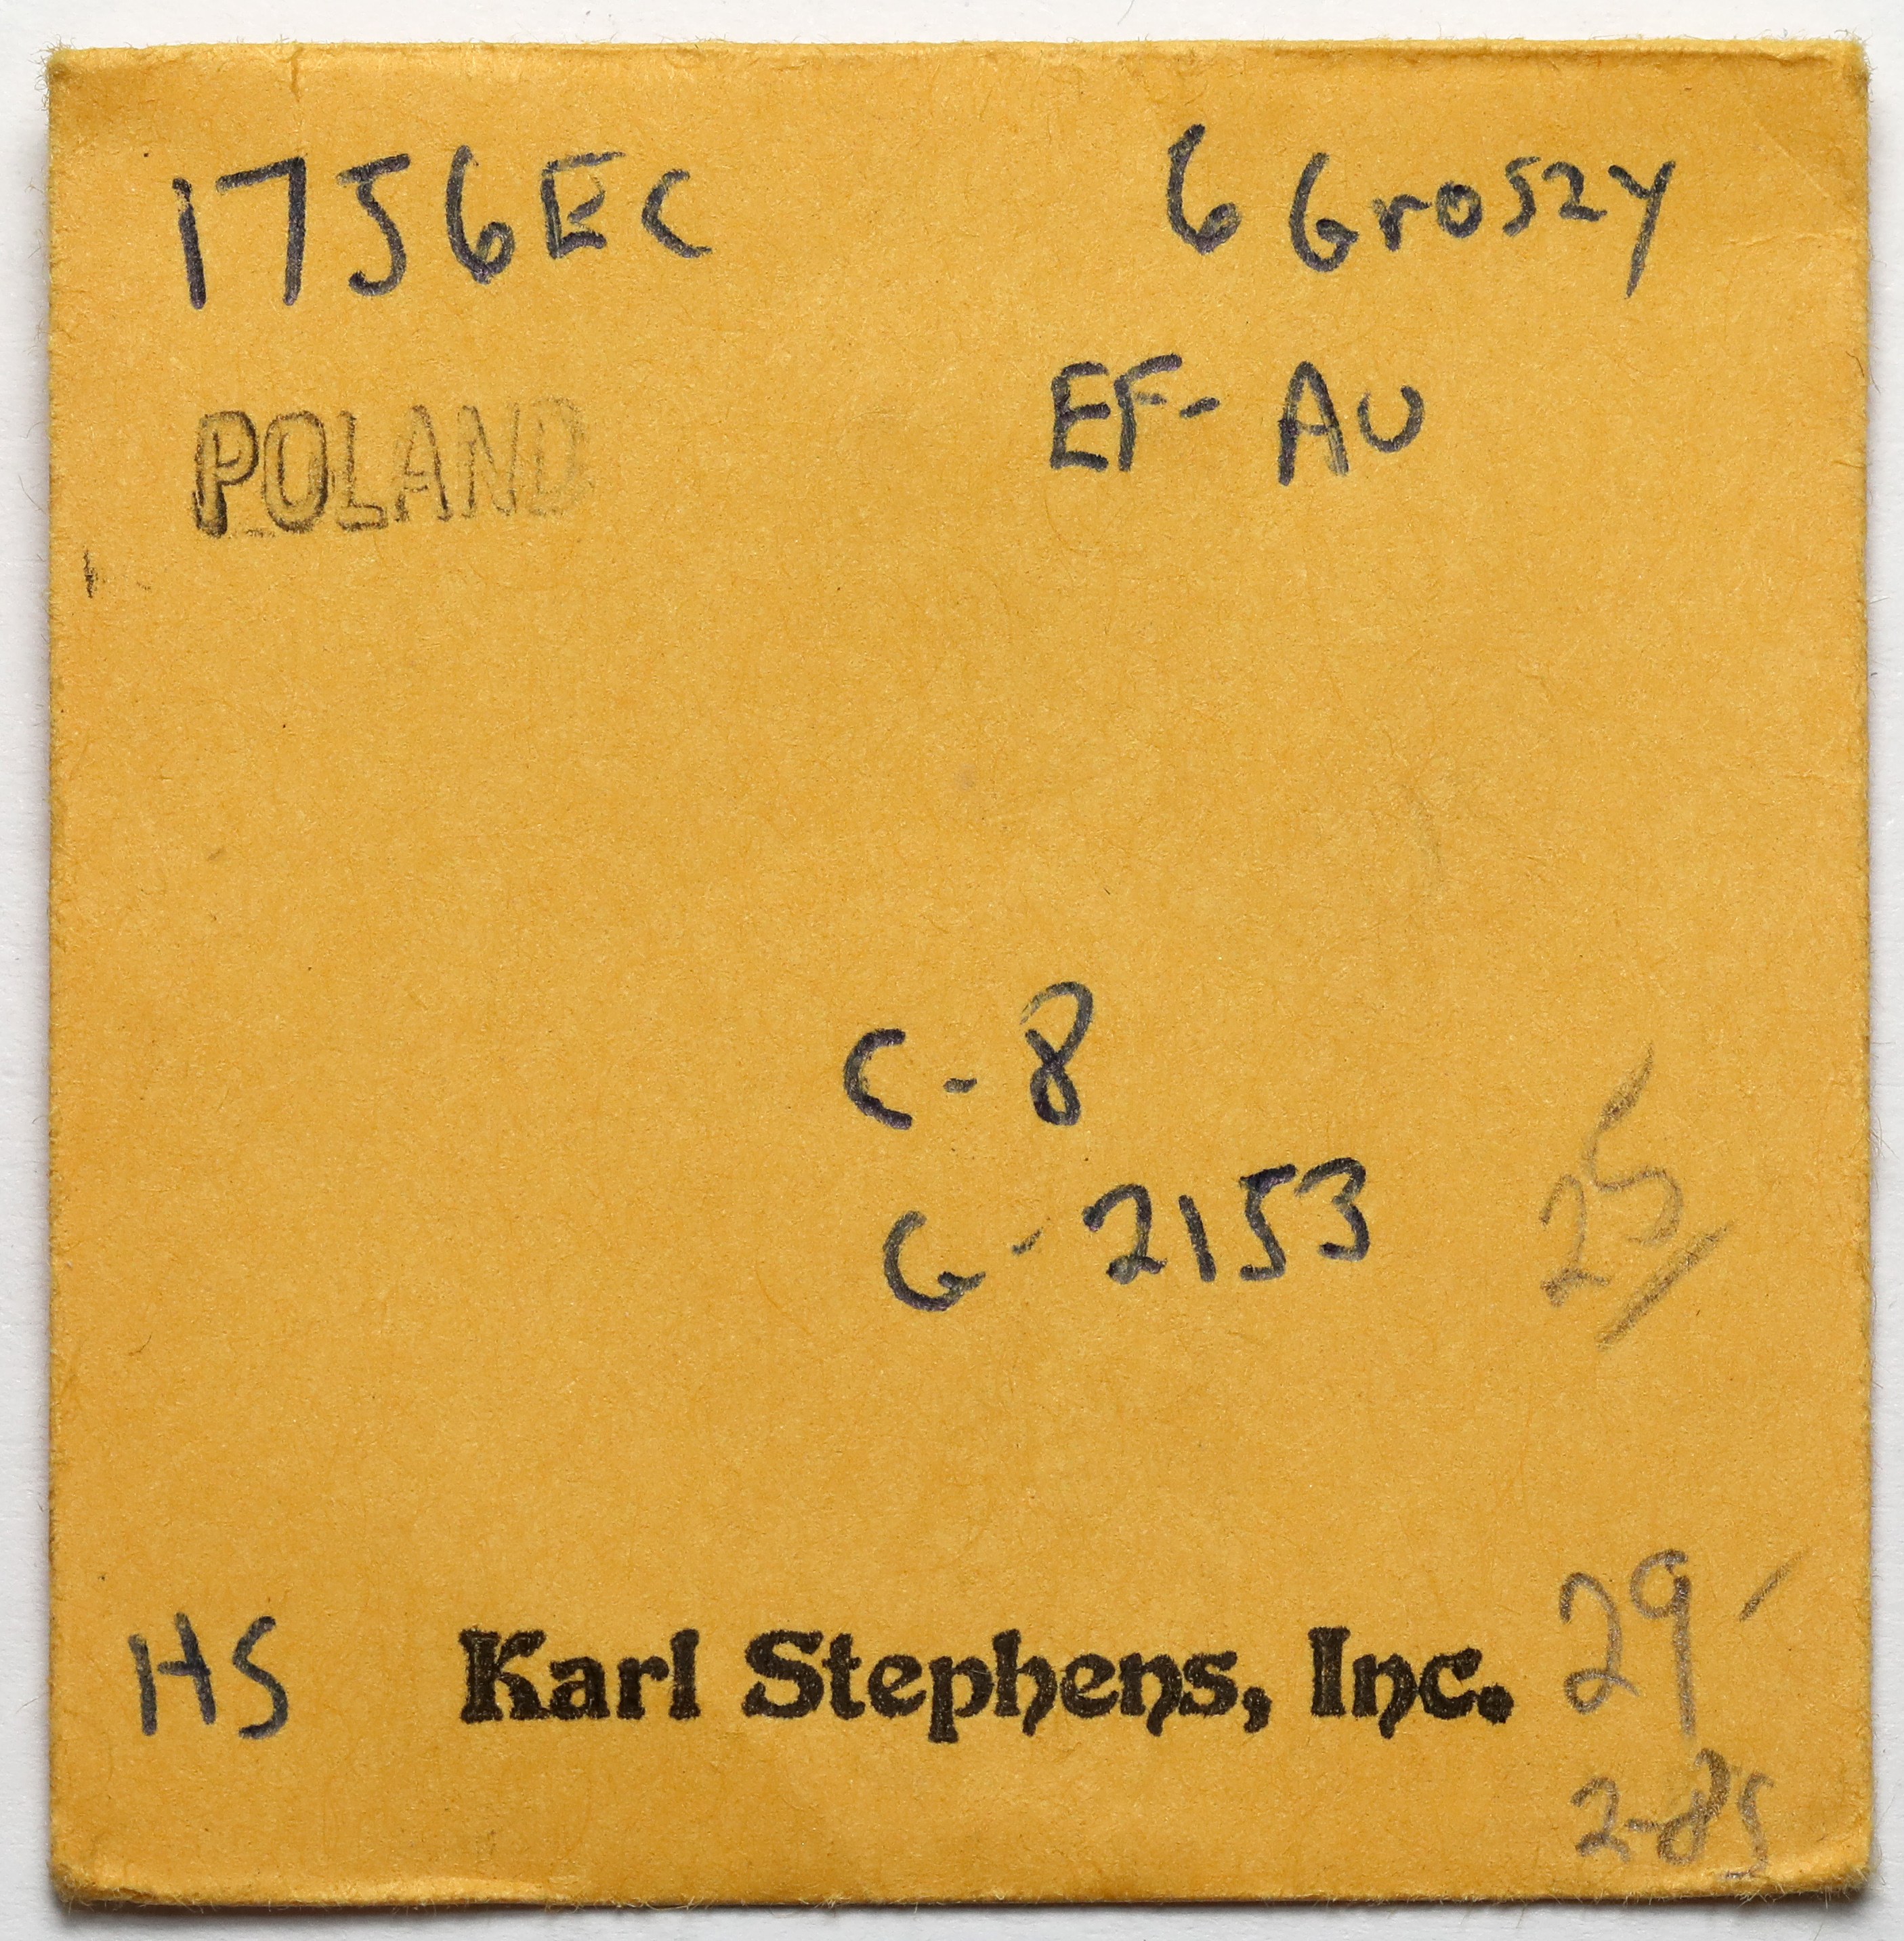 1756EC 6 Groszy
POLAND EF-AU
C-8
G-2153 25
HS Karl Stephens, Inc. 29-
2-85